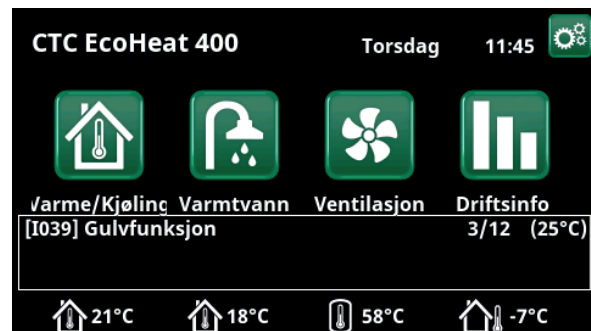 CTC EcoHeat 400 Torsdag 11:45
Varme/Kjøling Varmtvann Ventilasjon Driftsinfo
[I039] Gulvfunksjon 3/12 (25°C)
21°C 18°C 58°C -7°C